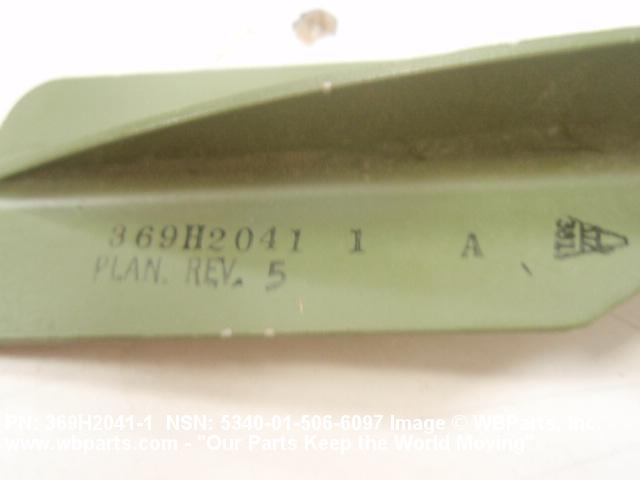 369H2041 1 A
PLAN. REV. 5
PN: 369H2041-1 NSN: 5340-01-506-6097 Image © WBParts, Inc.
www.wbparts.com - "Our Parts Keep the World Moving"